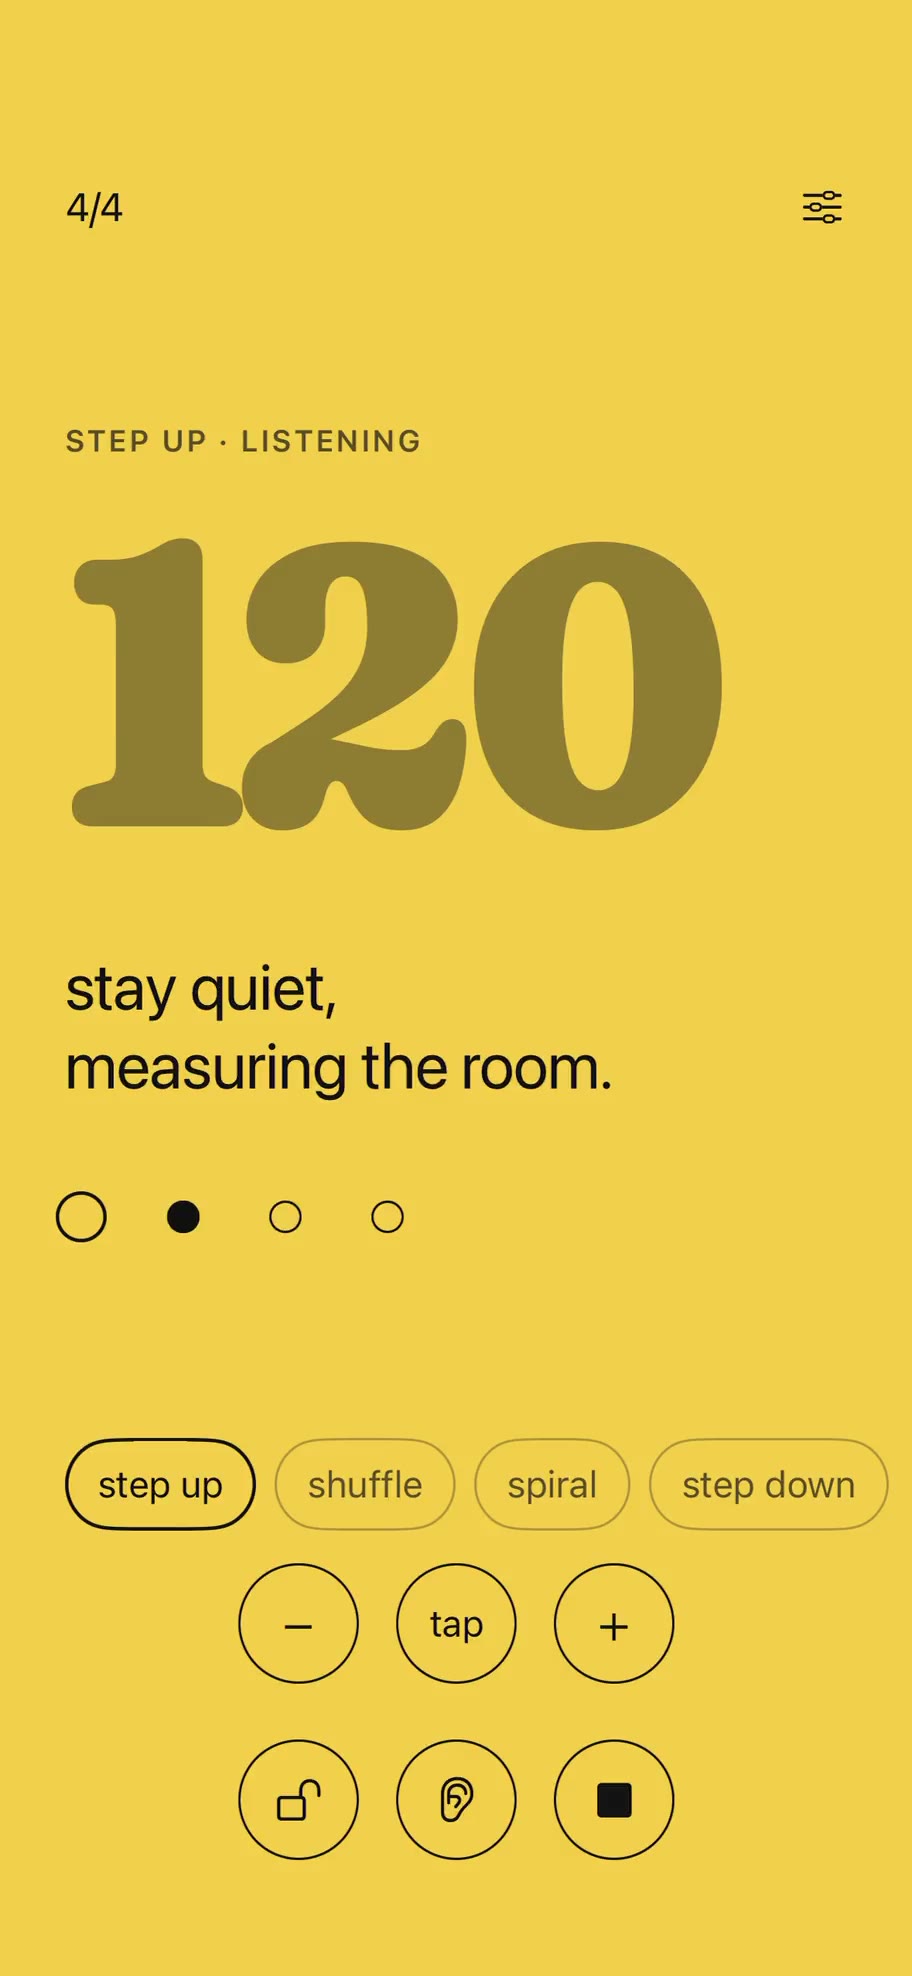 4/4
STEP UP · LISTENING
120
stay quiet,
measuring the room.
step up shuffle spiral step down
− tap +